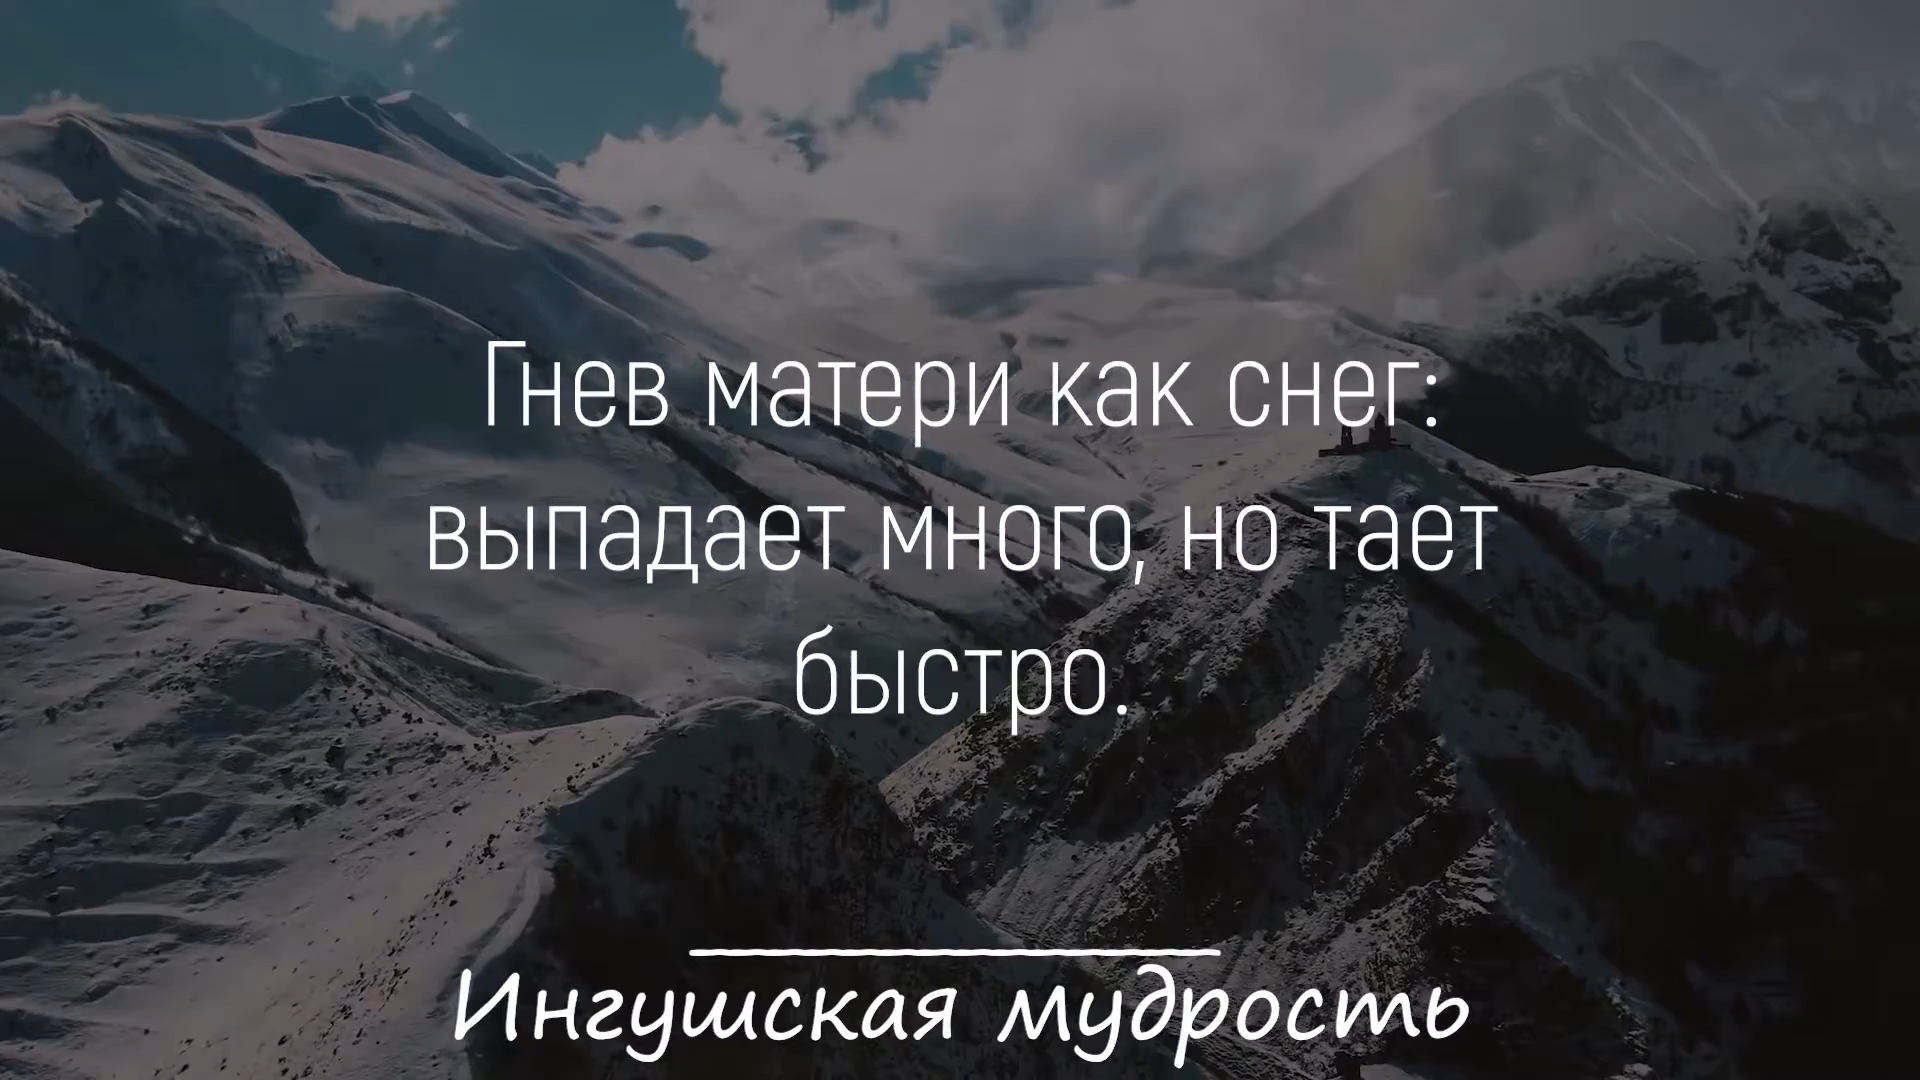 Гнев матери как снег:
выпадает много, но тает
быстро.
Ингушская мудрость